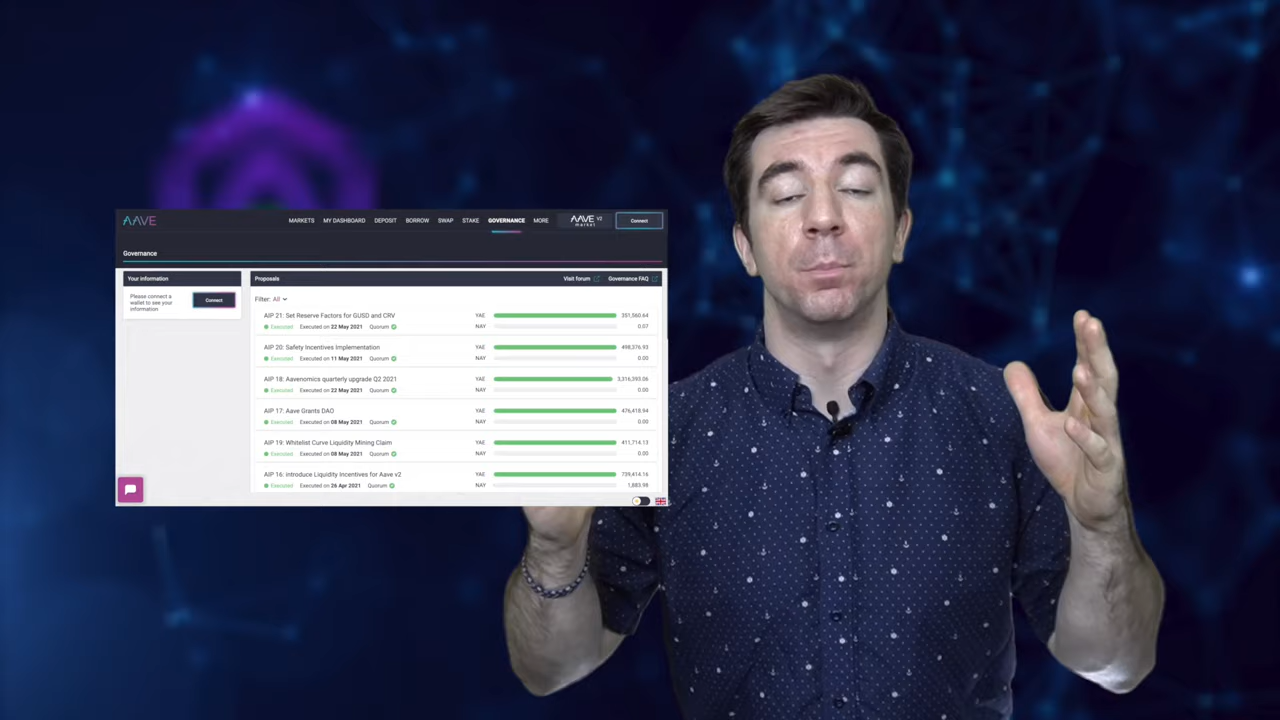 AAVE MARKETS MY DASHBOARD DEPOSIT BORROW SWAP STAKE GOVERNANCE MORE AAVE V2 market Connect
Governance
Your information
Please connect a
wallet to see your
information
Connect
Proposals Visit forum Governance FAQ
Filter: All
AIP 21: Set Reserve Factors for GUSD and CRV YAE 351,560.64
Executed Executed on 22 May 2021 Quorum NAY 0.07
AIP 20: Safety Incentives Implementation YAE 498,376.93
Executed Executed on 11 May 2021 Quorum NAY 0.00
AIP 18: Aavenomics quarterly upgrade Q2 2021 YAE 3,316,393.06
Executed Executed on 22 May 2021 Quorum NAY 0.00
AIP 17: Aave Grants DAO YAE 476,418.94
Executed Executed on 08 May 2021 Quorum NAY 0.00
AIP 19: Whitelist Curve Liquidity Mining Claim YAE 411,714.13
Executed Executed on 08 May 2021 Quorum NAY 0.00
AIP 16: introduce Liquidity Incentives for Aave v2 YAE 739,414.16
Executed Executed on 26 Apr 2021 Quorum NAY 1,883.98